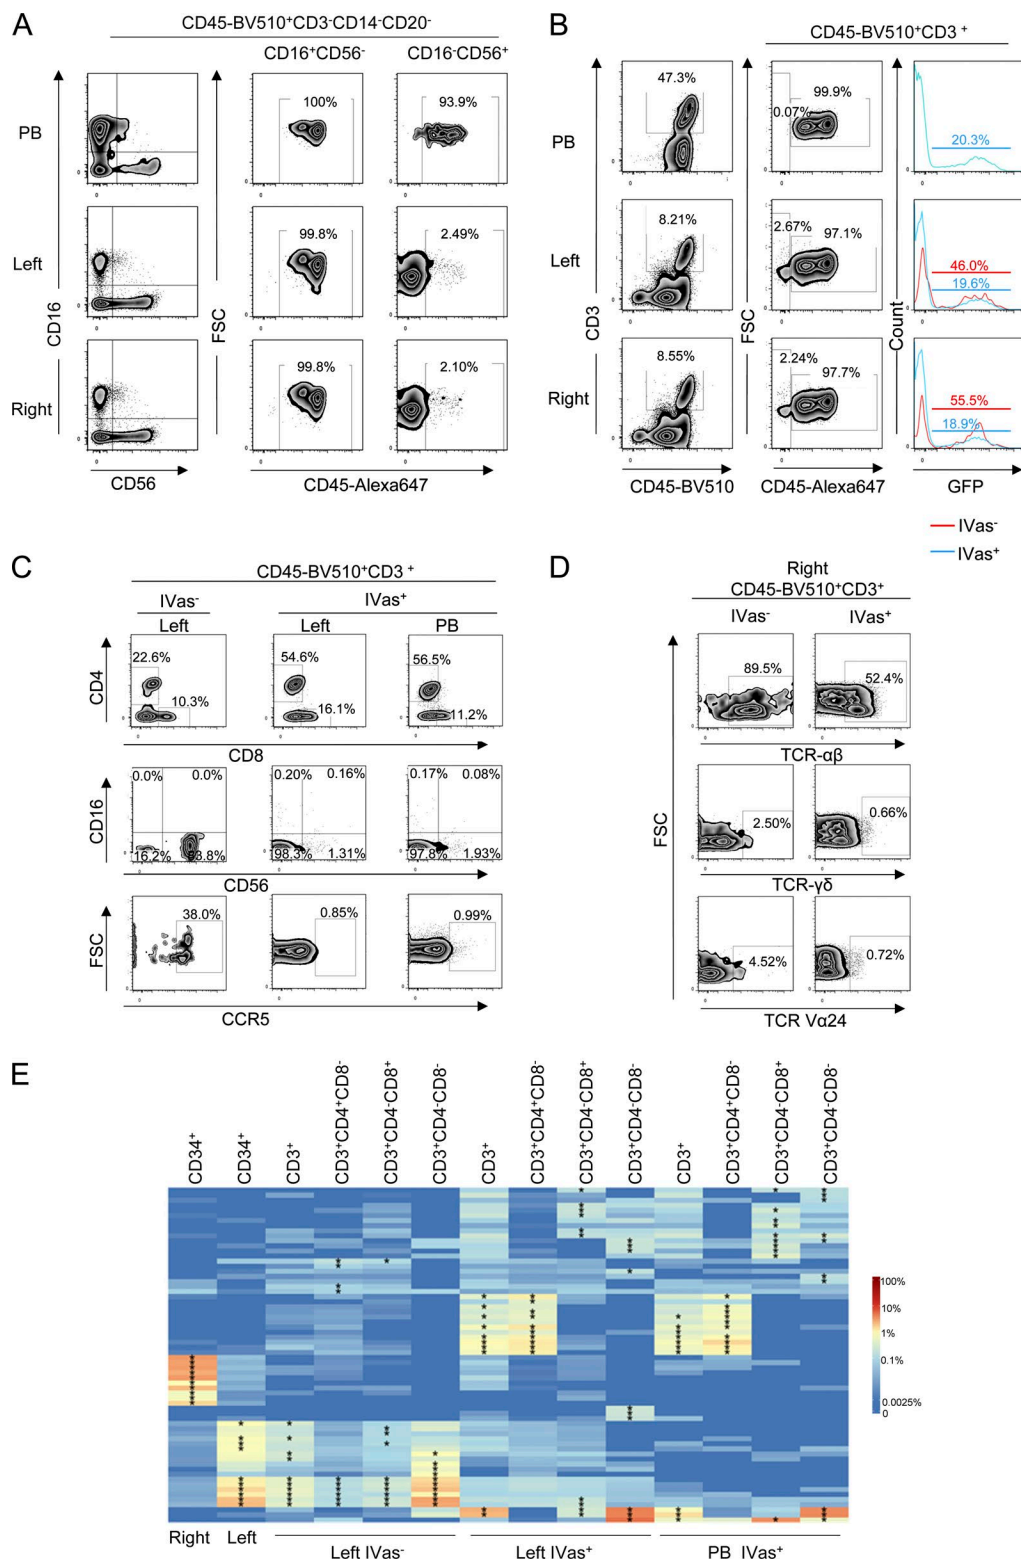 A
CD45-BV510⁺CD3⁻CD14⁻CD20⁻
CD16⁺CD56⁻
CD16⁻CD56⁺
PB
100%
93.9%
Left
99.8%
2.49%
Right
99.8%
2.10%
CD16
FSC
CD56
CD45-Alexa647
B
CD45-BV510⁺CD3⁺
PB
47.3%
99.9%
0.07%
20.3%
Left
8.21%
2.67%
97.1%
46.0%
19.6%
Right
8.55%
2.24%
97.7%
55.5%
18.9%
CD3
FSC
Count
CD45-BV510
CD45-Alexa647
GFP
IVas⁻
IVas⁺
C
CD45-BV510⁺CD3⁺
IVas⁻
IVas⁺
Left
Left
PB
CD4
22.6%
10.3%
54.6%
16.1%
56.5%
11.2%
CD8
CD16
0.0%
0.0%
0.20%
0.16%
0.17%
0.08%
16.2%
83.8%
98.3%
1.31%
97.8%
1.93%
CD56
FSC
38.0%
0.85%
0.99%
CCR5
D
Right
CD45-BV510⁺CD3⁺
IVas⁻
IVas⁺
FSC
89.5%
52.4%
TCR-αβ
2.50%
0.66%
TCR-γδ
4.52%
0.72%
TCR Vα24
E
CD34⁺
CD34⁺
CD3⁺
CD3⁺CD4⁺CD8⁻
CD3⁺CD4⁻CD8⁺
CD3⁺CD4⁻CD8⁻
CD3⁺
CD3⁺CD4⁺CD8⁻
CD3⁺CD4⁻CD8⁺
CD3⁺CD4⁻CD8⁻
CD3⁺
CD3⁺CD4⁺CD8⁻
CD3⁺CD4⁻CD8⁺
CD3⁺CD4⁻CD8⁻
100%
10%
1%
0.1%
0.0025%
0
Right
Left
Left IVas⁻
Left IVas⁺
PB IVas⁺